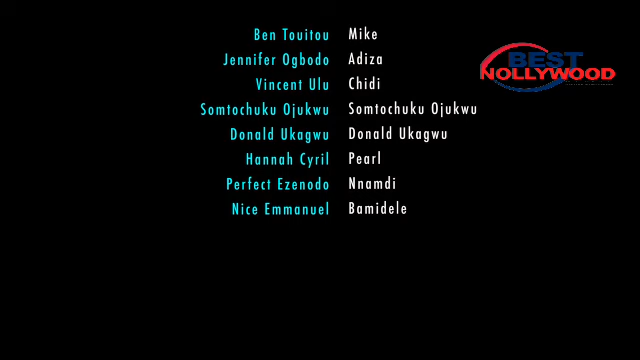 Ben Touitou Mike
Jennifer Ogbodo Adiza
Vincent Ulu Chidi
Somtochuku Ojukwu Somtochuku Ojukwu
Donald Ukagwu Donald Ukagwu
Hannah Cyril Pearl
Perfect Ezenodo Nnamdi
Nice Emmanuel Bamidele
BEST
NOLLYWOOD